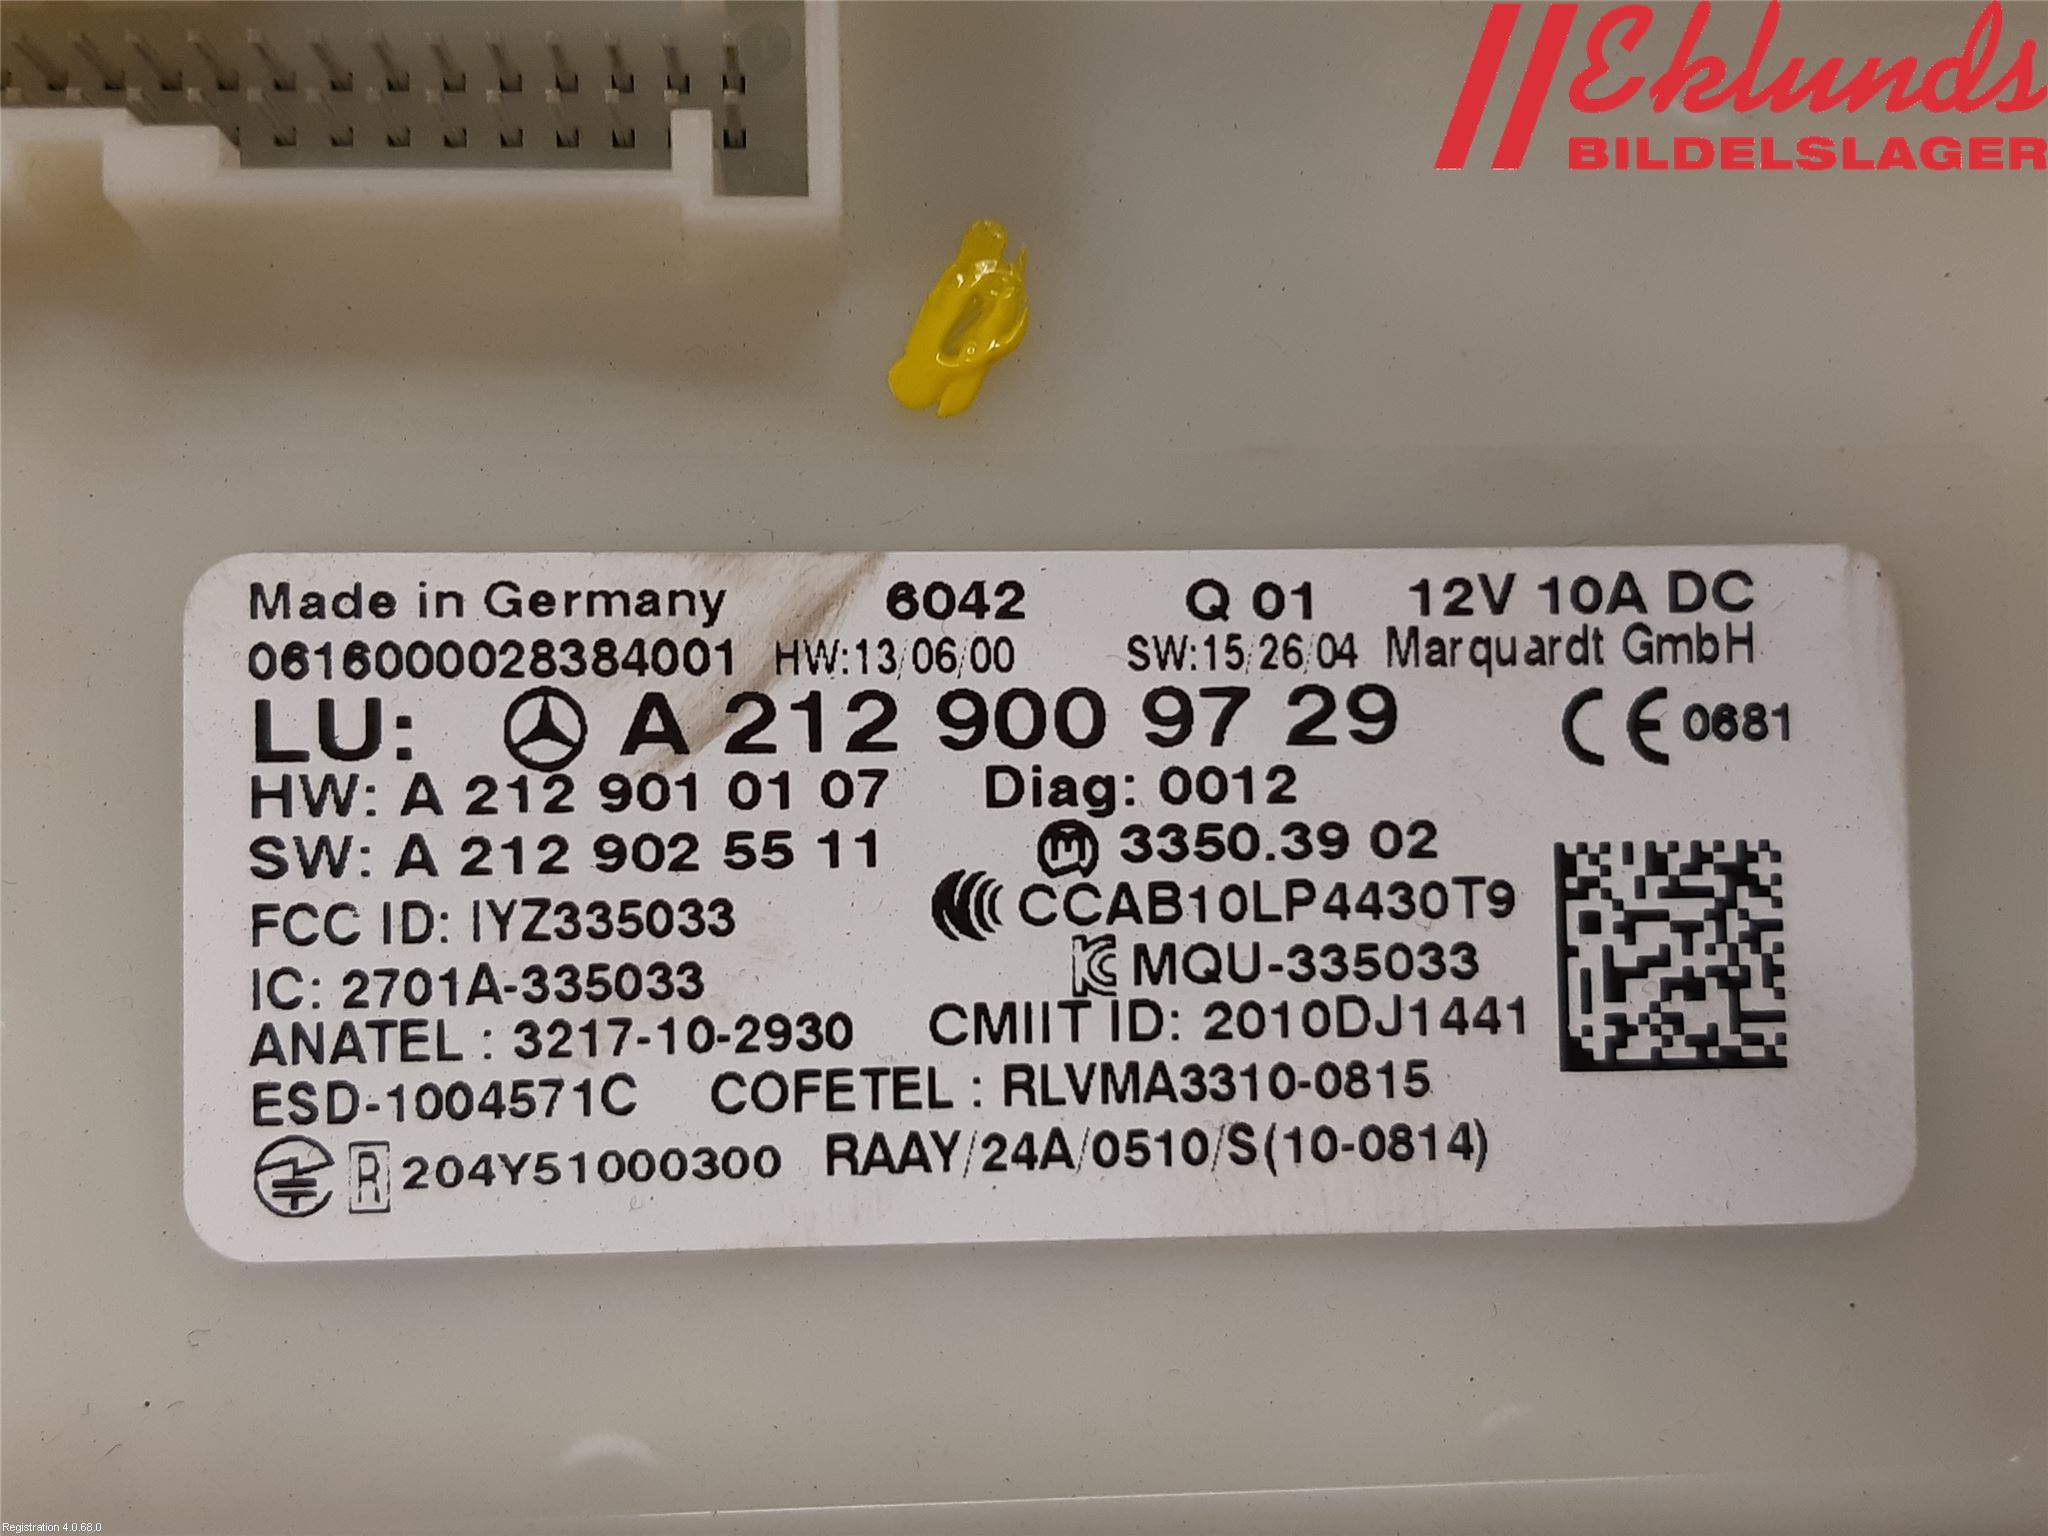 Eklunds
BILDELSLAGER
Made in Germany 6042 Q 01 12V 10A DC
0616000028384001 HW:13/06/00 SW:15/26/04 Marquardt GmbH
LU: A 212 900 97 29 CE 0681
HW: A 212 901 01 07 Diag: 0012
SW: A 212 902 55 11 M 3350.39 02
FCC ID: IYZ335033 CCAB10LP4430T9
IC: 2701A-335033 MQU-335033
ANATEL : 3217-10-2930 CMIIT ID: 2010DJ1441
ESD-1004571C COFETEL : RLVMA3310-0815
R 204Y51000300 RAAY/24A/0510/S(10-0814)
Registration 4.0.68.0